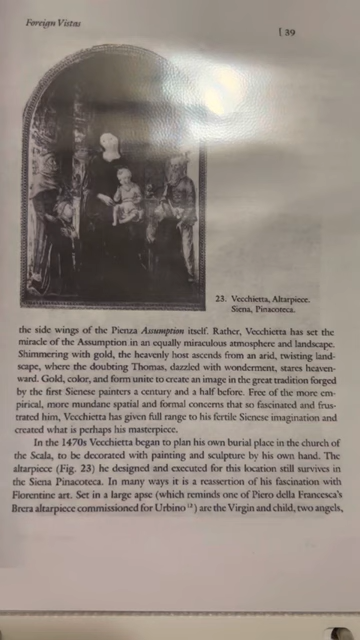 Foreign Vistas
[ 39
23. Vecchietta, Altarpiece.
Siena, Pinacoteca.
the side wings of the Pienza Assumption itself. Rather, Vecchietta has set the
miracle of the Assumption in an equally miraculous atmosphere and landscape.
Shimmering with gold, the heavenly host ascends from an arid, twisting land-
scape, where the doubting Thomas, dazzled with wonderment, stares heaven-
ward. Gold, color, and form unite to create an image in the great tradition forged
by the first Sienese painters a century and a half before. Free of the more em-
pirical, more mundane spatial and formal concerns that so fascinated and frus-
trated him, Vecchietta has given full range to his fertile Sienese imagination and
created what is perhaps his masterpiece.
In the 1470s Vecchietta began to plan his own burial place in the church of
the Scala, to be decorated with painting and sculpture by his own hand. The
altarpiece (Fig. 23) he designed and executed for this location still survives in
the Siena Pinacoteca. In many ways it is a reassertion of his fascination with
Florentine art. Set in a large apse (which reminds one of Piero della Francesca's
Brera altarpiece commissioned for Urbino) are the Virgin and child, two angels,